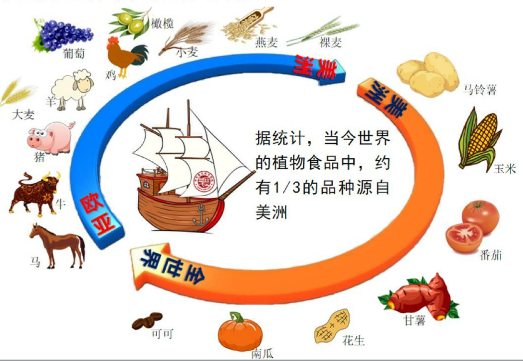 橄榄
葡萄
鸡
小麦
燕麦
裸麦
美洲
美洲
马铃薯
羊
大麦
猪
牛
欧亚
马
据统计，当今世界
的植物食品中，约
有1/3的品种源自
美洲
玉米
番茄
全世界
甘薯
花生
南瓜
可可